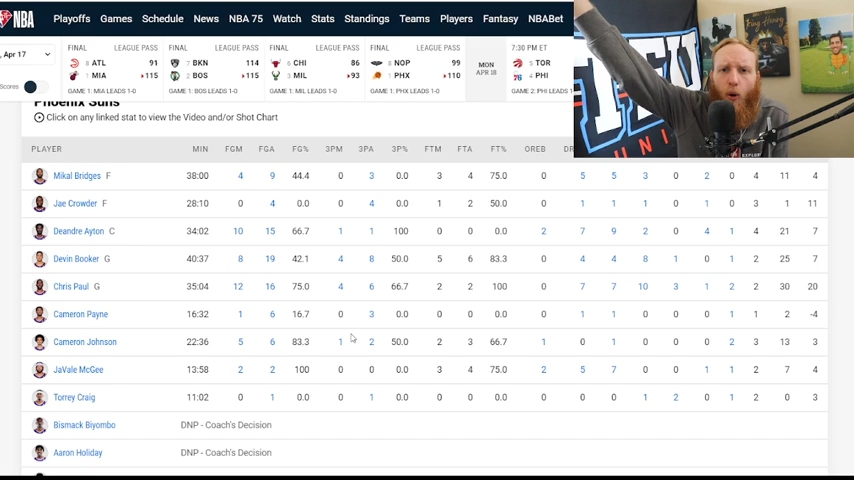 NBA Playoffs Games Schedule News NBA 75 Watch Stats Standings Teams Players Fantasy NBABet
, Apr 17
Scores
FINAL LEAGUE PASS
8 ATL 91
1 MIA 115
GAME 1: MIA LEADS 1-0
FINAL LEAGUE PASS
7 BKN 114
2 BOS 115
GAME 1: BOS LEADS 1-0
FINAL LEAGUE PASS
6 CHI 86
3 MIL 93
GAME 1: MIL LEADS 1-0
FINAL LEAGUE PASS
8 NOP 99
1 PHX 110
GAME 1: PHX LEADS 1-0
MON
APR 18
7:30 PM ET
5 TOR
4 PHI
GAME 2: PHI LEADS 1-0
Phoenix Suns
Click on any linked stat to view the Video and/or Shot Chart
PLAYER MIN FGM FGA FG% 3PM 3PA 3P% FTM FTA FT% OREB
Mikal Bridges F 38:00 4 9 44.4 0 3 0.0 3 4 75.0 0 5 5 3 0 2 0 4 11 4
Jae Crowder F 28:10 0 4 0.0 0 4 0.0 1 2 50.0 0 1 1 1 0 1 0 3 1 11
Deandre Ayton C 34:02 10 15 66.7 1 1 100 0 0 0.0 2 7 9 2 0 4 1 4 21 7
Devin Booker G 40:37 8 19 42.1 4 8 50.0 5 6 83.3 0 4 4 8 1 0 1 2 25 7
Chris Paul G 35:04 12 16 75.0 4 6 66.7 2 2 100 0 7 7 10 3 1 2 2 30 20
Cameron Payne 16:32 1 6 16.7 0 3 0.0 0 0 0.0 0 1 1 0 0 0 1 1 2 -4
Cameron Johnson 22:36 5 6 83.3 1 2 50.0 2 3 66.7 1 0 1 0 0 0 2 3 13 3
JaVale McGee 13:58 2 2 100 0 0 0.0 3 4 75.0 2 5 7 0 0 1 1 2 7 4
Torrey Craig 11:02 0 1 0.0 0 1 0.0 0 0 0.0 0 0 0 1 2 0 1 2 0 3
Bismack Biyombo DNP - Coach's Decision
Aaron Holiday DNP - Coach's Decision